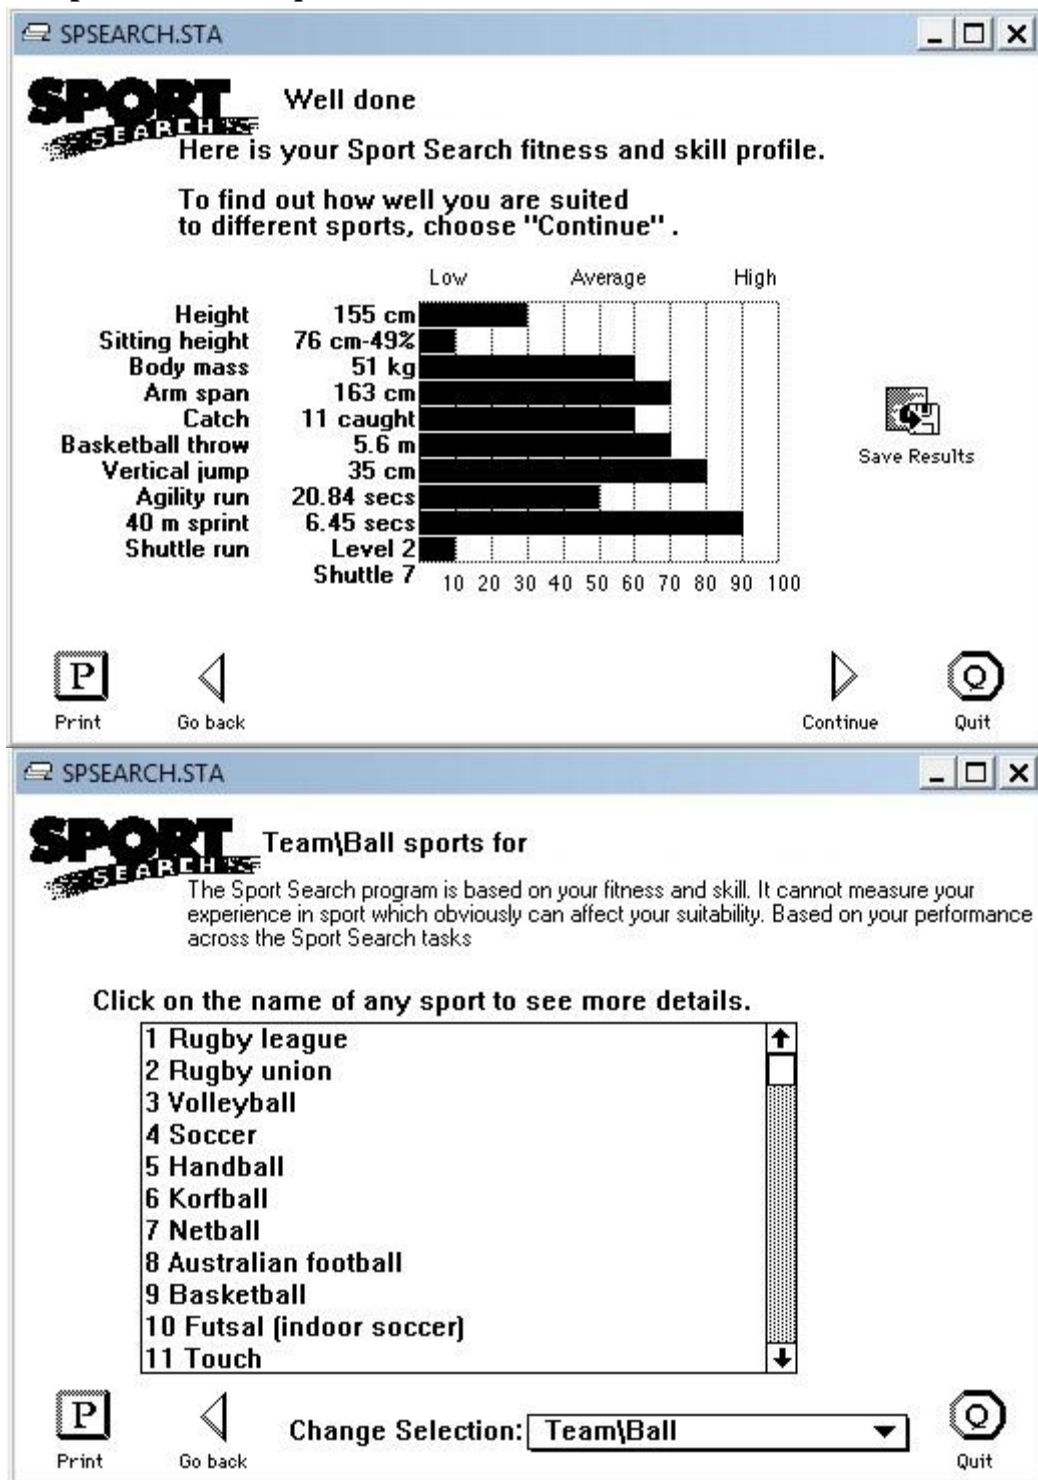 SPSEARCH.STA
SPORT
SEARCH
Well done
Here is your Sport Search fitness and skill profile.
To find out how well you are suited
to different sports, choose "Continue" .
Low Average High
Height 155 cm
Sitting height 76 cm-49%
Body mass 51 kg
Arm span 163 cm
Catch 11 caught
Basketball throw 5.6 m
Vertical jump 35 cm
Agility run 20.84 secs
40 m sprint 6.45 secs
Shuttle run Level 2
Shuttle 7
10 20 30 40 50 60 70 80 90 100
Save Results
P
Print
Go back
Continue
Q
Quit
SPSEARCH.STA
SPORT
SEARCH
Team\Ball sports for
The Sport Search program is based on your fitness and skill. It cannot measure your
experience in sport which obviously can affect your suitability. Based on your performance
across the Sport Search tasks
Click on the name of any sport to see more details.
1 Rugby league
2 Rugby union
3 Volleyball
4 Soccer
5 Handball
6 Korfball
7 Netball
8 Australian football
9 Basketball
10 Futsal (indoor soccer)
11 Touch
P
Print
Go back
Change Selection: Team\Ball
Q
Quit